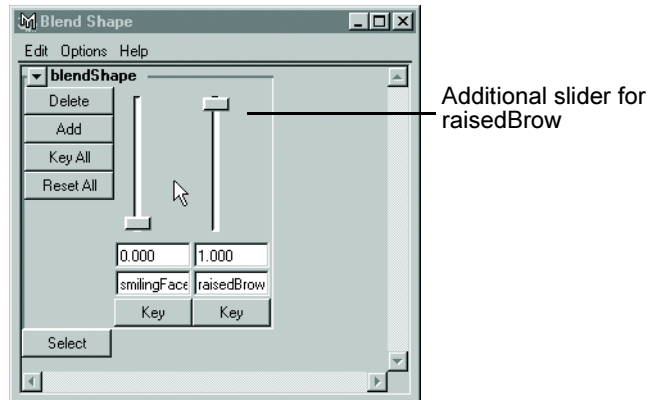 Blend Shape
Edit Options Help
blendShape
Delete
Add
Key All
Reset All
0.000 1.000
smilingFace raisedBrow
Key Key
Select
Additional slider for
raisedBrow